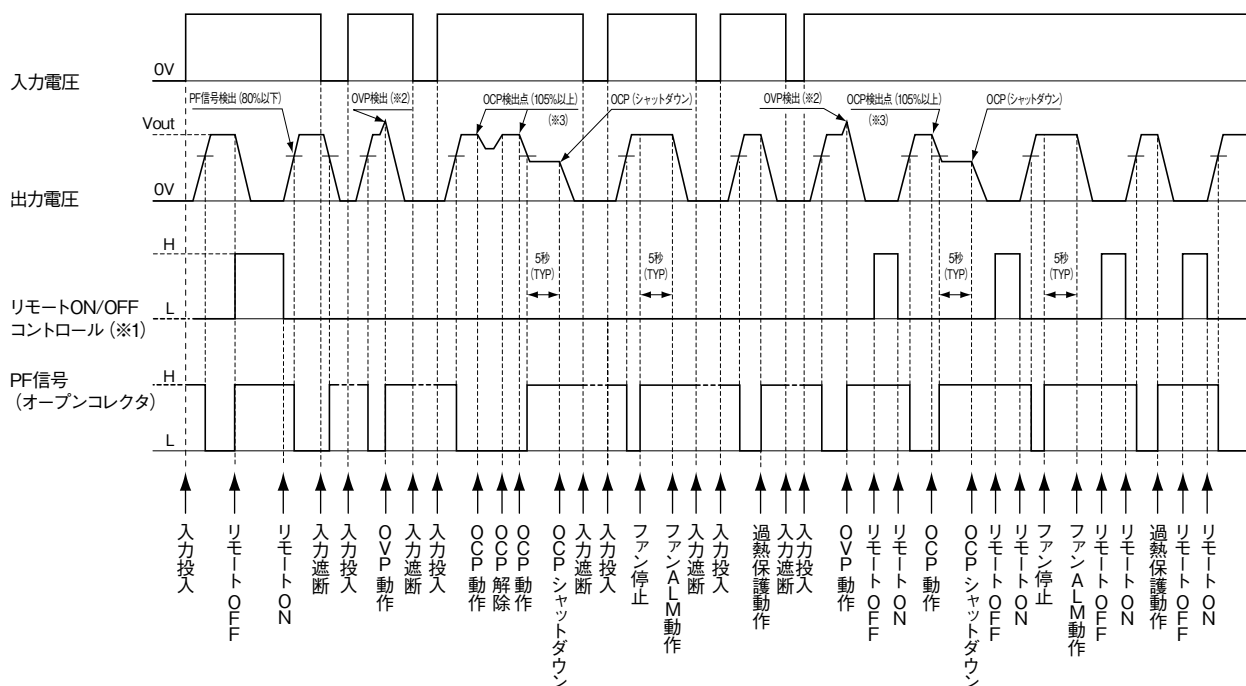 入力電圧
0V
PF信号検出(80%以下)
OVP検出(※2)
OCP検出点(105%以上)
(※3)
OCP(シャットダウン)
OVP検出(※2)
OCP検出点(105%以上)
(※3)
OCP(シャットダウン)
Vout
0V
出力電圧
H
L
5秒
(TYP)
5秒
(TYP)
5秒
(TYP)
5秒
(TYP)
リモートON/OFF
コントロール(※1)
PF信号
(オープンコレクタ)
H
L
入力投入
リモートOFF
リモートON
入力遮断
入力投入
OVP動作
入力遮断
入力投入
OCP動作
OCP解除
OCP動作
OCPシャットダウン
入力遮断
入力投入
ファン停止
ファンALM動作
入力遮断
入力投入
過熱保護動作
入力遮断
入力投入
OVP動作
リモートOFF
リモートON
OCP動作
OCPシャットダウン
リモートOFF
リモートON
ファン停止
ファンALM動作
リモートOFF
リモートON
過熱保護動作
リモートOFF
リモートON